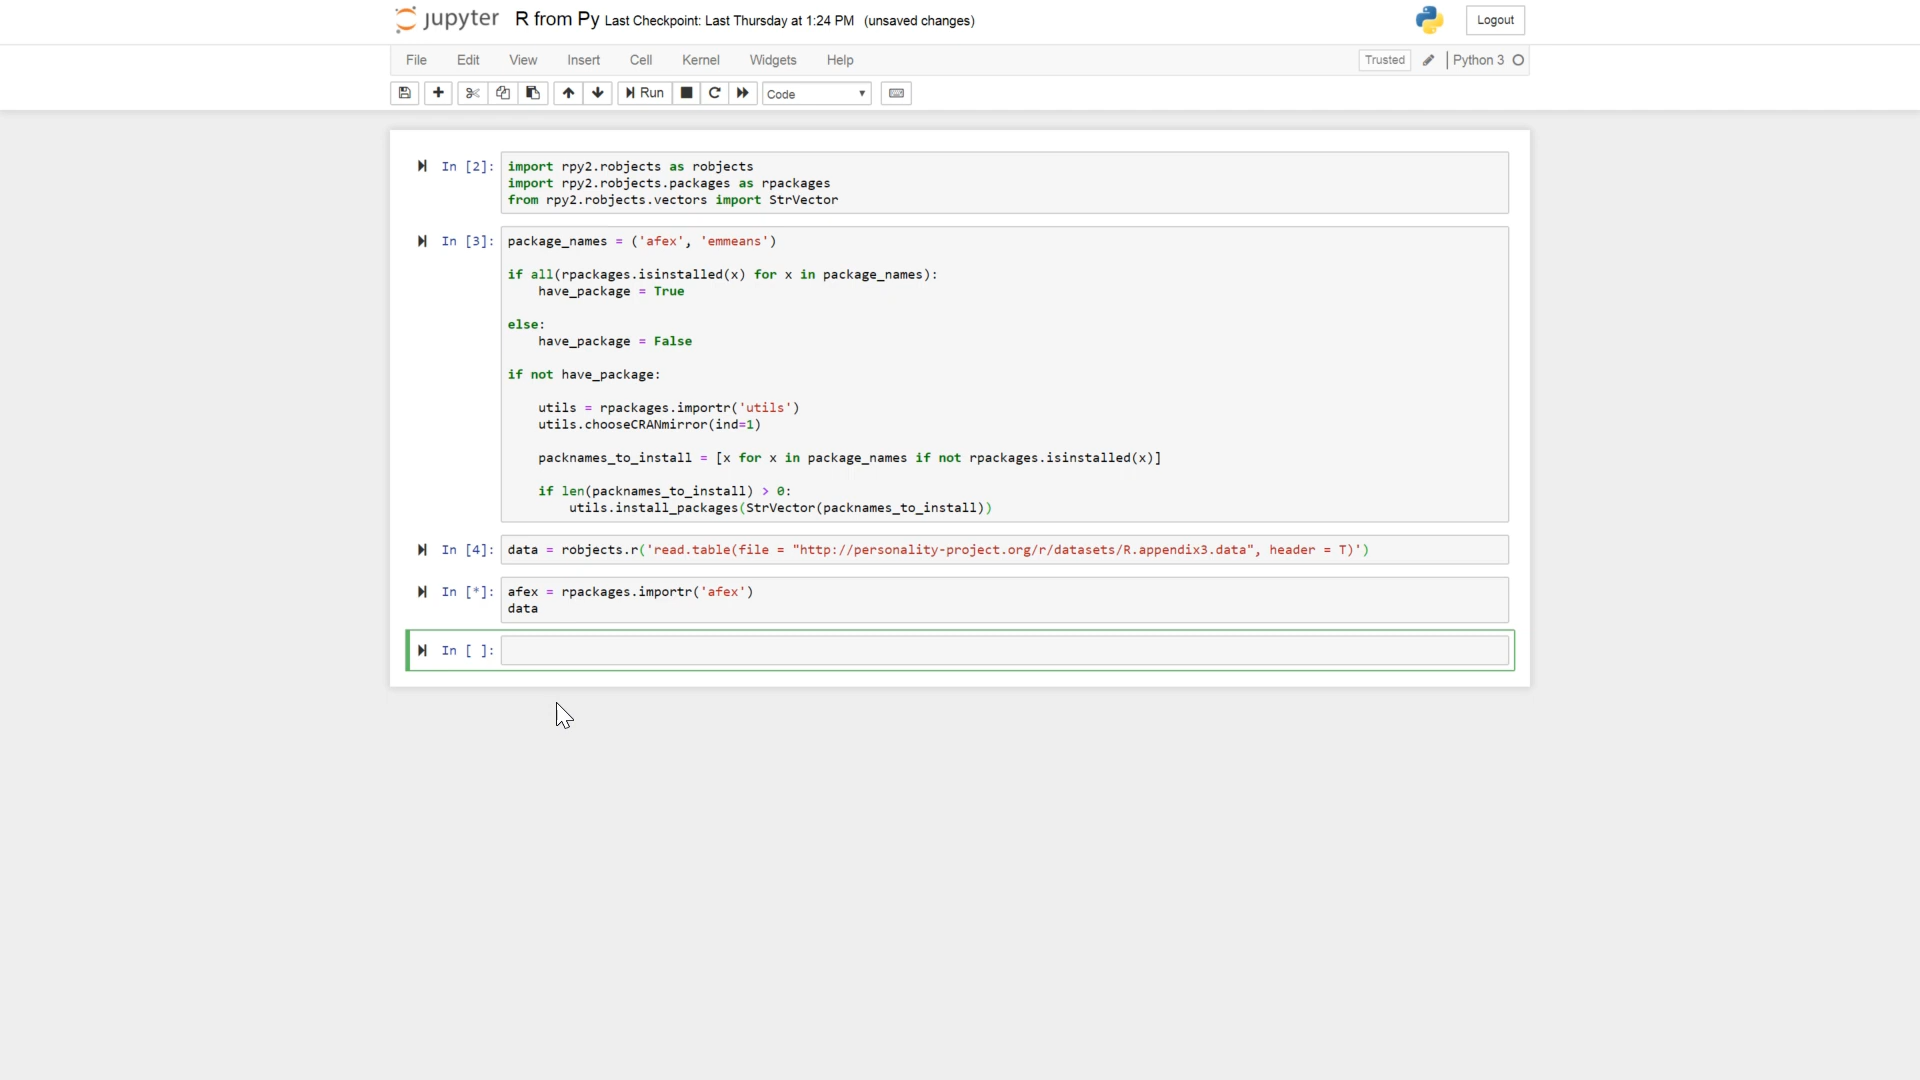 jupyter R from Py Last Checkpoint: Last Thursday at 1:24 PM (unsaved changes) Logout
File Edit View Insert Cell Kernel Widgets Help Trusted Python 3
Run Code
In [2]: import rpy2.robjects as robjects
import rpy2.robjects.packages as rpackages
from rpy2.robjects.vectors import StrVector
In [3]: package_names = ('afex', 'emmeans')
if all(rpackages.isinstalled(x) for x in package_names):
have_package = True
else:
have_package = False
if not have_package:
utils = rpackages.importr('utils')
utils.chooseCRANmirror(ind=1)
packnames_to_install = [x for x in package_names if not rpackages.isinstalled(x)]
if len(packnames_to_install) > 0:
utils.install_packages(StrVector(packnames_to_install))
In [4]: data = robjects.r('read.table(file = "http://personality-project.org/r/datasets/R.appendix3.data", header = T)')
In [*]: afex = rpackages.importr('afex')
data
In [ ]: